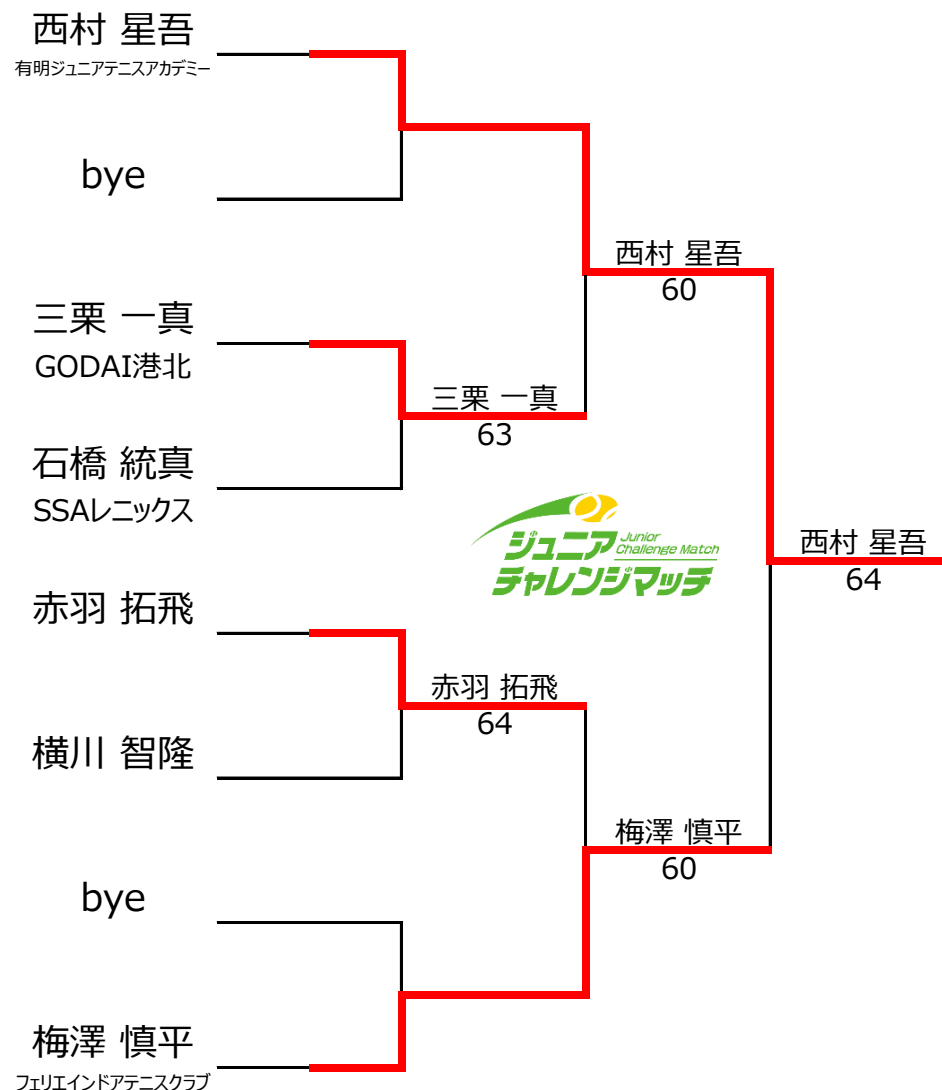 西村 星吾
有明ジュニアテニスアカデミー
bye
三栗 一真
GODAI港北
石橋 統真
SSAレニックス
赤羽 拓飛
横川 智隆
bye
梅澤 慎平
フェリエインドアテニスクラブ
三栗 一真
63
赤羽 拓飛
64
西村 星吾
60
梅澤 慎平
60
西村 星吾
64
ジュニア
Junior
Challenge Match
チャレンジマッチ